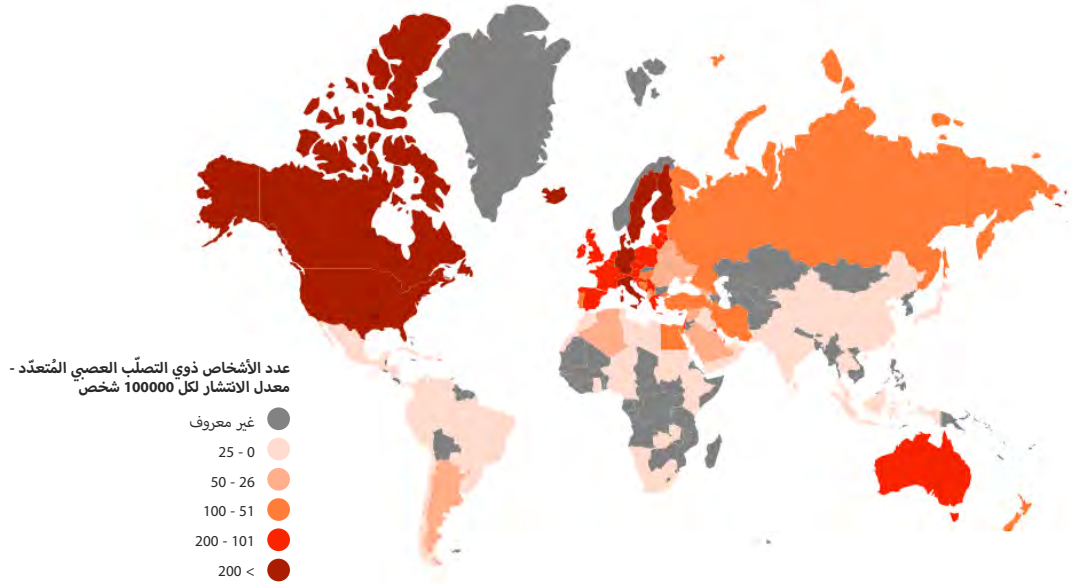 عدد الأشخاص ذوي التصلّب العصبي المُتعدّد -
معدل الانتشار لكل 100000 شخص
غير معروف
25 - 0
50 - 26
100 - 51
200 - 101
200 <